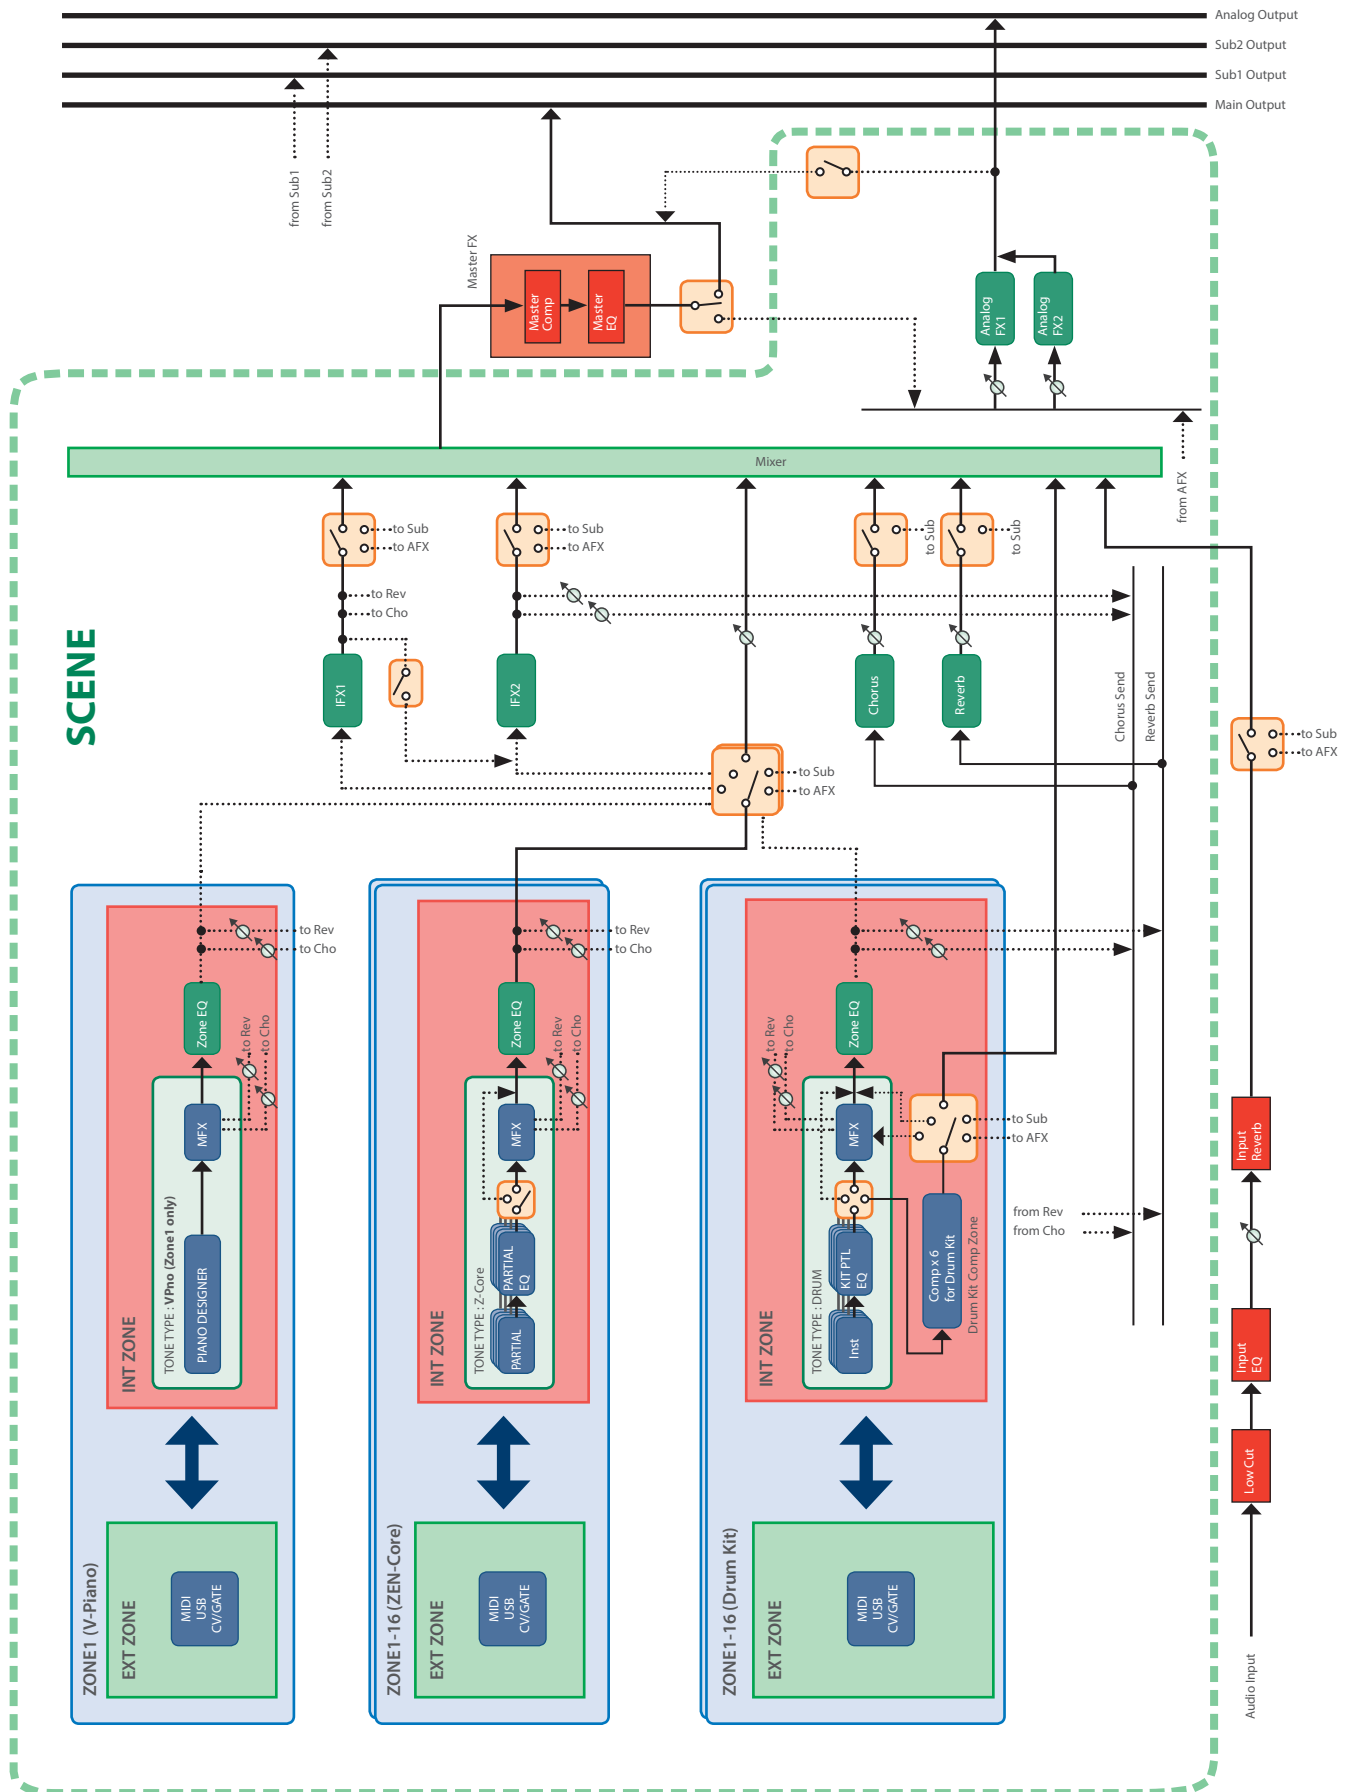 Analog Output
Sub2 Output
Sub1 Output
Main Output
from Sub1
from Sub2
Master FX
Master
Comp
Master
EQ
Analog
FX1
Analog
FX2
from AFX
Mixer
SCENE
to Sub
to AFX
to Rev
to Cho
IFX1
to Sub
to AFX
IFX2
to Sub
to Sub
Chorus
Reverb
Chorus Send
Reverb Send
to Sub
to AFX
to Sub
to AFX
ZONE1 (V-Piano)
INT ZONE
to Rev
to Cho
Zone EQ
to Rev
to Cho
MFX
TONE TYPE : VPno (Zone1 only)
PIANO DESIGNER
EXT ZONE
MIDI
USB
CV/GATE
ZONE1-16 (ZEN-Core)
INT ZONE
to Rev
to Cho
Zone EQ
to Rev
to Cho
MFX
TONE TYPE : Z-Core
PARTIAL
EQ
PARTIAL
EXT ZONE
MIDI
USB
CV/GATE
ZONE1-16 (Drum Kit)
INT ZONE
Zone EQ
to Rev
to Cho
MFX
TONE TYPE : DRUM
KIT PTL
EQ
Inst
to Sub
to AFX
Comp x 6
for Drum Kit
Drum Kit Comp Zone
EXT ZONE
MIDI
USB
CV/GATE
from Rev
from Cho
Input
Reverb
Input
EQ
Low Cut
Audio Input